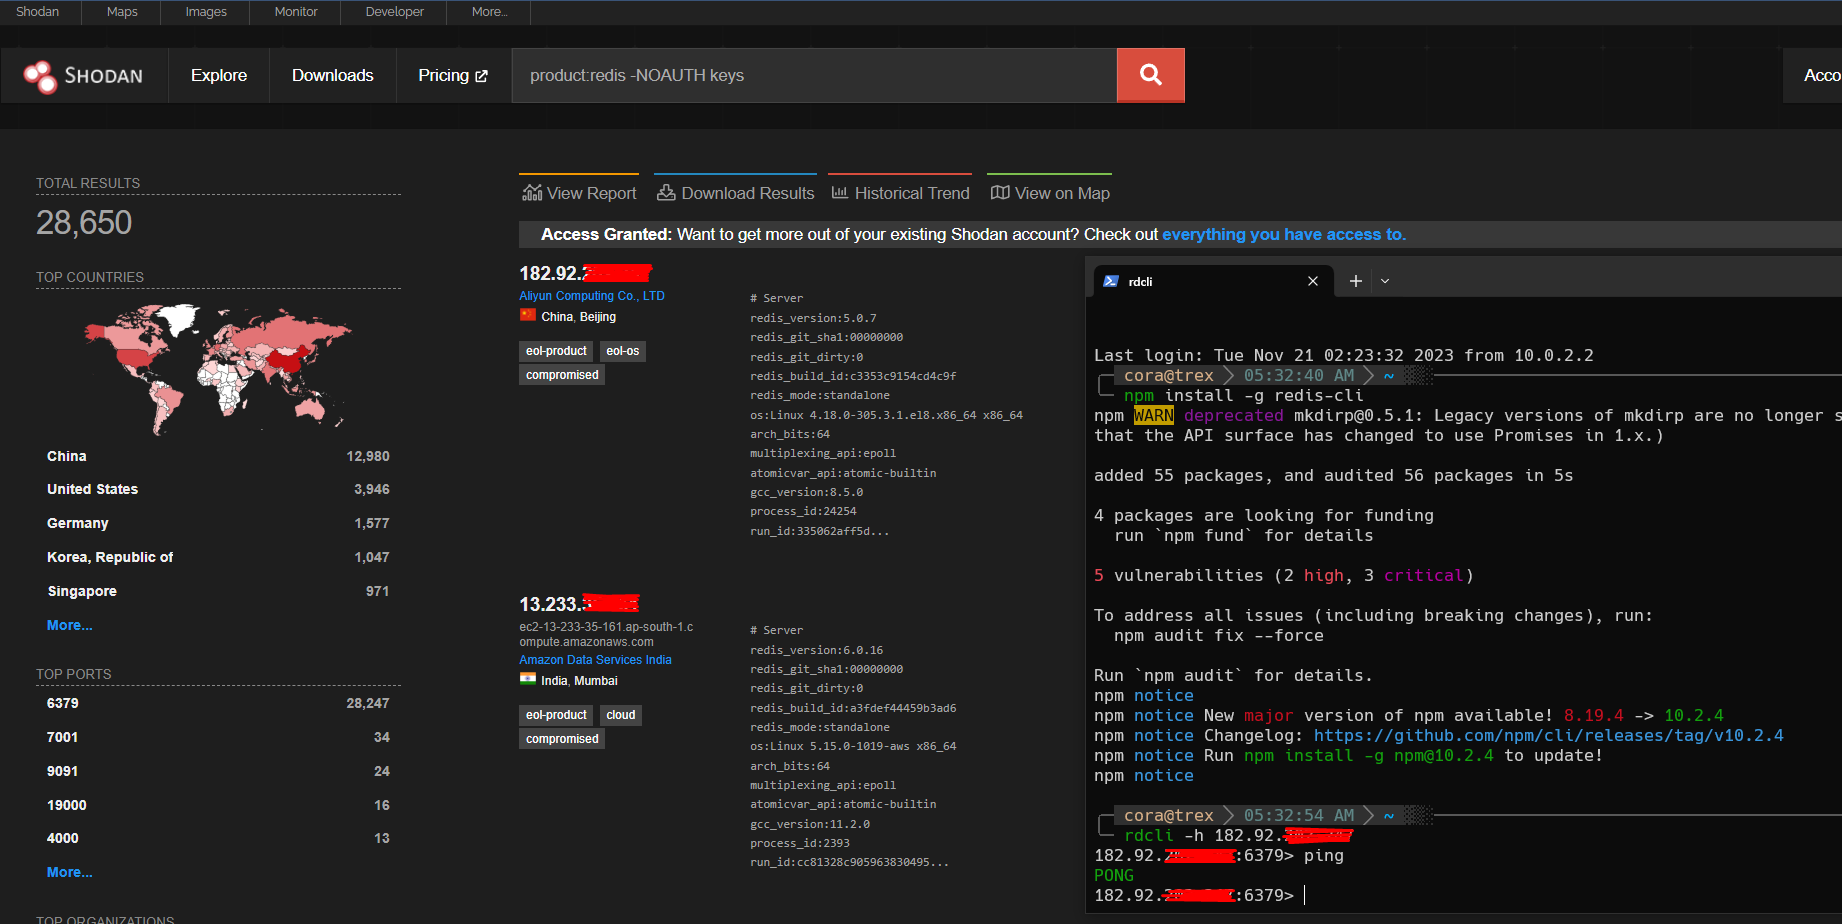 Shodan
Maps
Images
Monitor
Developer
More...
SHODAN
Explore
Downloads
Pricing
product:redis -NOAUTH keys
Acco
TOTAL RESULTS
28,650
TOP COUNTRIES
China 12,980
United States 3,946
Germany 1,577
Korea, Republic of 1,047
Singapore 971
More...
TOP PORTS
6379 28,247
7001 34
9091 24
19000 16
4000 13
More...
TOP ORGANIZATIONS
View Report
Download Results
Historical Trend
View on Map
Access Granted: Want to get more out of your existing Shodan account? Check out everything you have access to.
182.92.
Aliyun Computing Co., LTD
China, Beijing
eol-product
eol-os
compromised
# Server
redis_version:5.0.7
redis_git_sha1:00000000
redis_git_dirty:0
redis_build_id:c3353c9154cd4c9f
redis_mode:standalone
os:Linux 4.18.0-305.3.1.el8.x86_64 x86_64
arch_bits:64
multiplexing_api:epoll
atomicvar_api:atomic-builtin
gcc_version:8.5.0
process_id:24254
run_id:335062aff5d...
13.233.
ec2-13-233-35-161.ap-south-1.c
ompute.amazonaws.com
Amazon Data Services India
India, Mumbai
eol-product
cloud
compromised
# Server
redis_version:6.0.16
redis_git_sha1:00000000
redis_git_dirty:0
redis_build_id:a3fdef44459b3ad6
redis_mode:standalone
os:Linux 5.15.0-1019-aws x86_64
arch_bits:64
multiplexing_api:epoll
atomicvar_api:atomic-builtin
gcc_version:11.2.0
process_id:2393
run_id:cc81328c905963830495...
rdcli
Last login: Tue Nov 21 02:23:32 2023 from 10.0.2.2
cora@trex 05:32:40 AM ~
npm install -g redis-cli
npm WARN deprecated mkdirp@0.5.1: Legacy versions of mkdirp are no longer s
that the API surface has changed to use Promises in 1.x.)
added 55 packages, and audited 56 packages in 5s
4 packages are looking for funding
run `npm fund` for details
5 vulnerabilities (2 high, 3 critical)
To address all issues (including breaking changes), run:
npm audit fix --force
Run `npm audit` for details.
npm notice
npm notice New major version of npm available! 8.19.4 -> 10.2.4
npm notice Changelog: https://github.com/npm/cli/releases/tag/v10.2.4
npm notice Run npm install -g npm@10.2.4 to update!
npm notice
cora@trex 05:32:54 AM ~
rdcli -h 182.92.
182.92. :6379> ping
PONG
182.92. :6379>